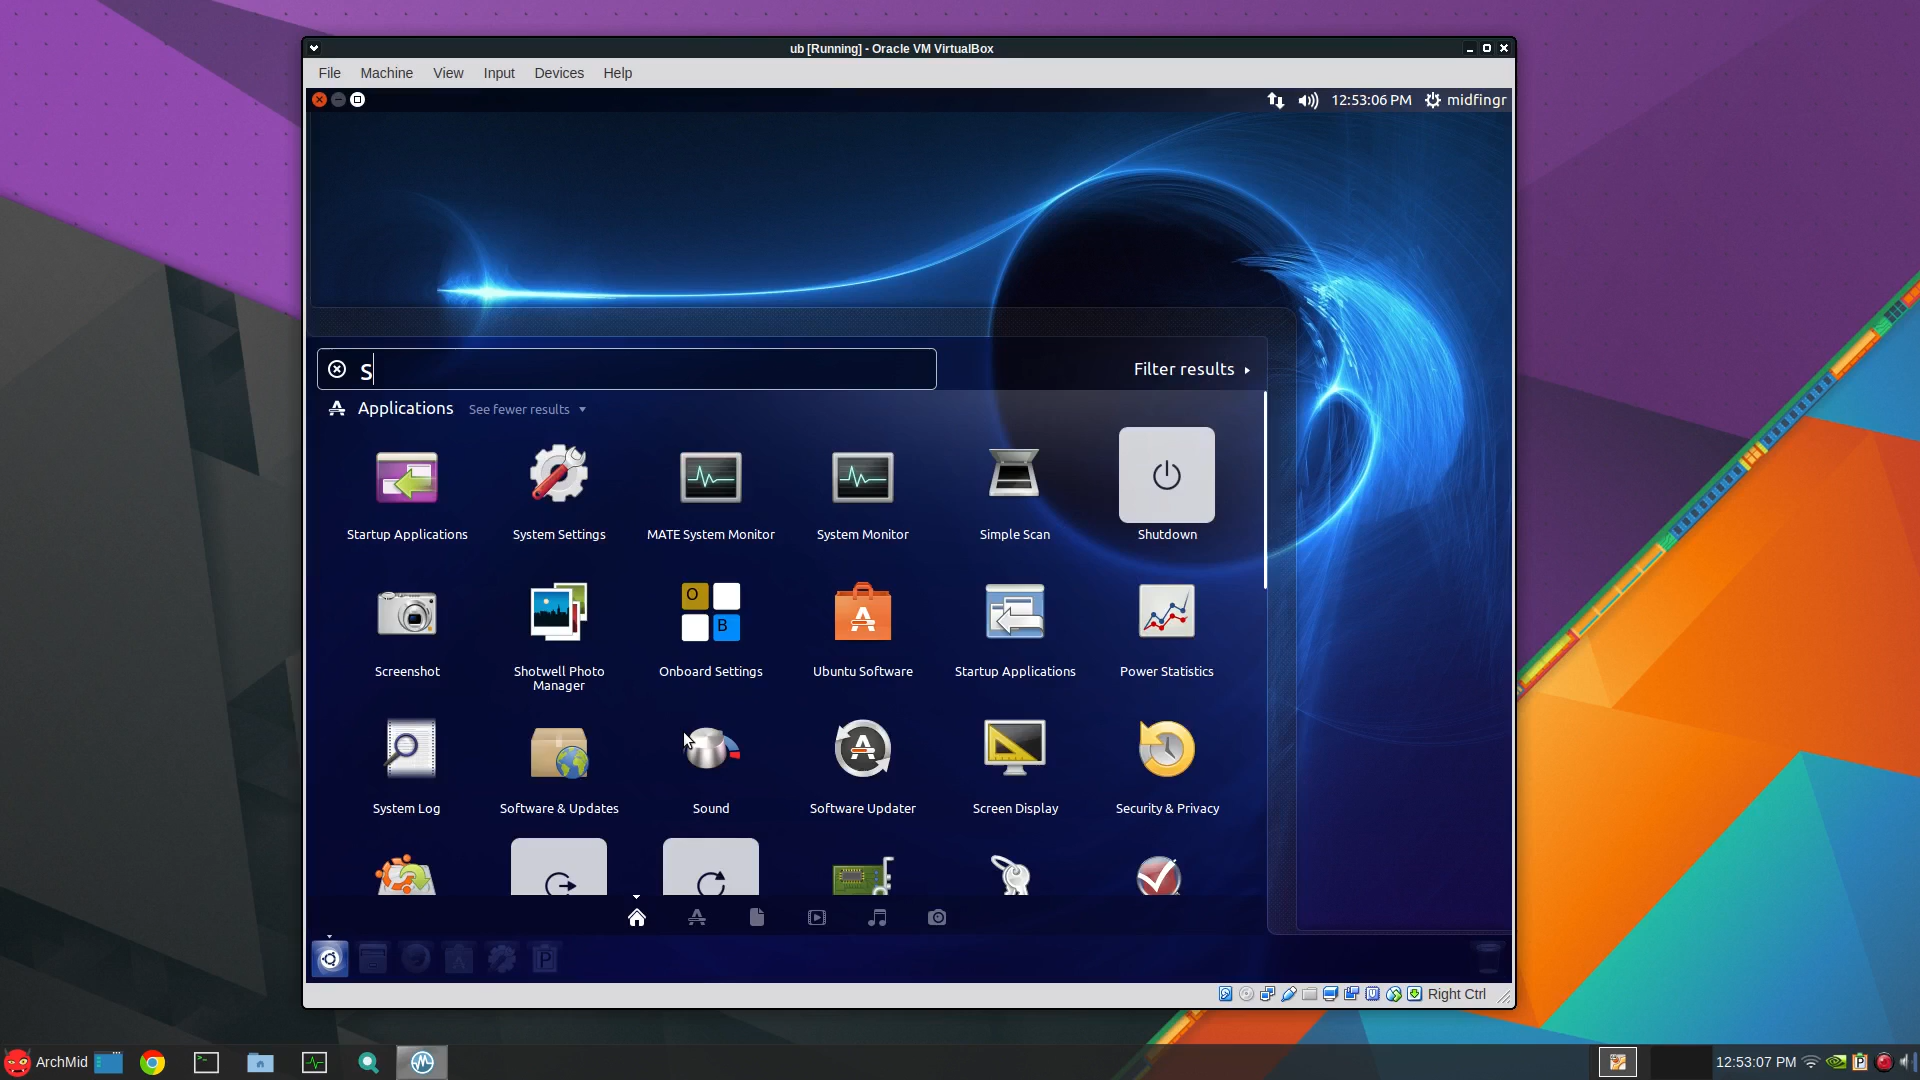 ub [Running] - Oracle VM VirtualBox
File Machine View Input Devices Help
12:53:06 PM midfingr
S
Filter results
Applications See fewer results
Startup Applications
System Settings
MATE System Monitor
System Monitor
Simple Scan
Shutdown
O
B
Screenshot
Shotwell Photo
Manager
Onboard Settings
Ubuntu Software
Startup Applications
Power Statistics
System Log
Software & Updates
Sound
Software Updater
Screen Display
Security & Privacy
P
Right Ctrl
ArchMid
12:53:07 PM
P